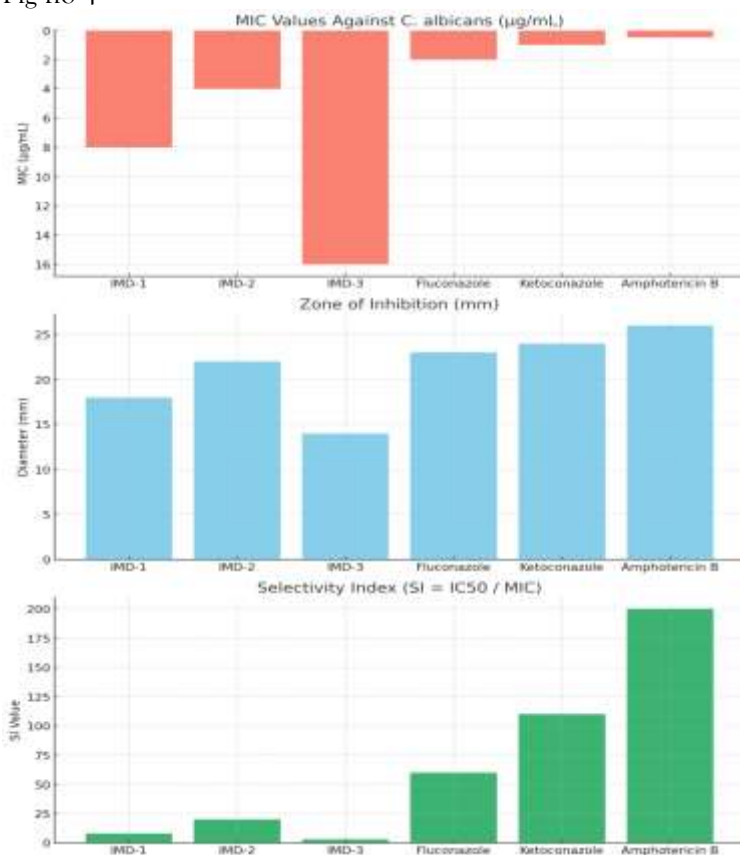 Fig no 4
MIC Values Against C. albicans (µg/mL)
0
2
4
6
8
10
12
14
16
MIC (µg/mL)
IMD-1 IMD-2 IMD-3 Fluconazole Ketoconazole Amphotericin B
Zone of Inhibition (mm)
25
20
15
10
5
0
Diameter (mm)
IMD-1 IMD-2 IMD-3 Fluconazole Ketoconazole Amphotericin B
Selectivity Index (SI = IC50 / MIC)
200
175
150
125
100
75
50
25
0
SI Value
IMD-1 IMD-2 IMD-3 Fluconazole Ketoconazole Amphotericin B